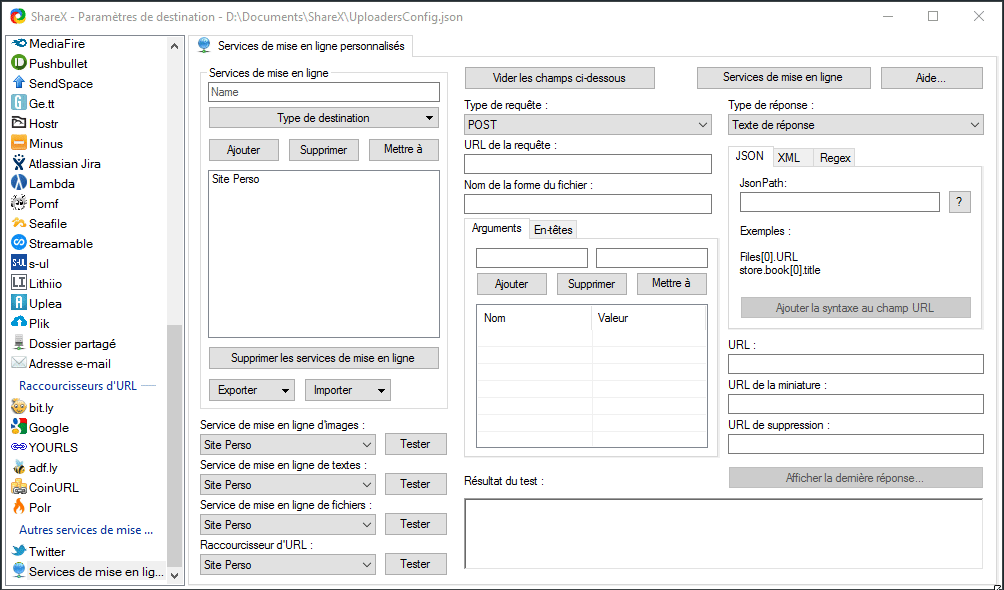 ShareX - Paramètres de destination - D:\Documents\ShareX\UploadersConfig.json
MediaFire
Pushbullet
SendSpace
Ge.tt
Hostr
Minus
Atlassian Jira
Lambda
Pomf
Seafile
Streamable
s-ul
Lithiio
Uplea
Plik
Dossier partagé
Adresse e-mail
Raccourcisseurs d'URL
bit.ly
Google
YOURLS
adf.ly
CoinURL
Polr
Autres services de mise ...
Twitter
Services de mise en lig...
Services de mise en ligne personnalisés
Services de mise en ligne
Name
Type de destination
Ajouter
Supprimer
Mettre à
Site Perso
Supprimer les services de mise en ligne
Exporter
Importer
Service de mise en ligne d'images :
Site Perso
Tester
Service de mise en ligne de textes :
Site Perso
Tester
Service de mise en ligne de fichiers :
Site Perso
Tester
Raccourcisseur d'URL :
Site Perso
Tester
Vider les champs ci-dessous
Services de mise en ligne
Aide...
Type de requête :
POST
URL de la requête :
Nom de la forme du fichier :
Arguments
En-têtes
Ajouter
Supprimer
Mettre à
Nom
Valeur
Type de réponse :
Texte de réponse
JSON
XML
Regex
JsonPath:
?
Exemples :
Files[0].URL
store.book[0].title
Ajouter la syntaxe au champ URL
URL :
URL de la miniature :
URL de suppression :
Afficher la dernière réponse...
Résultat du test :